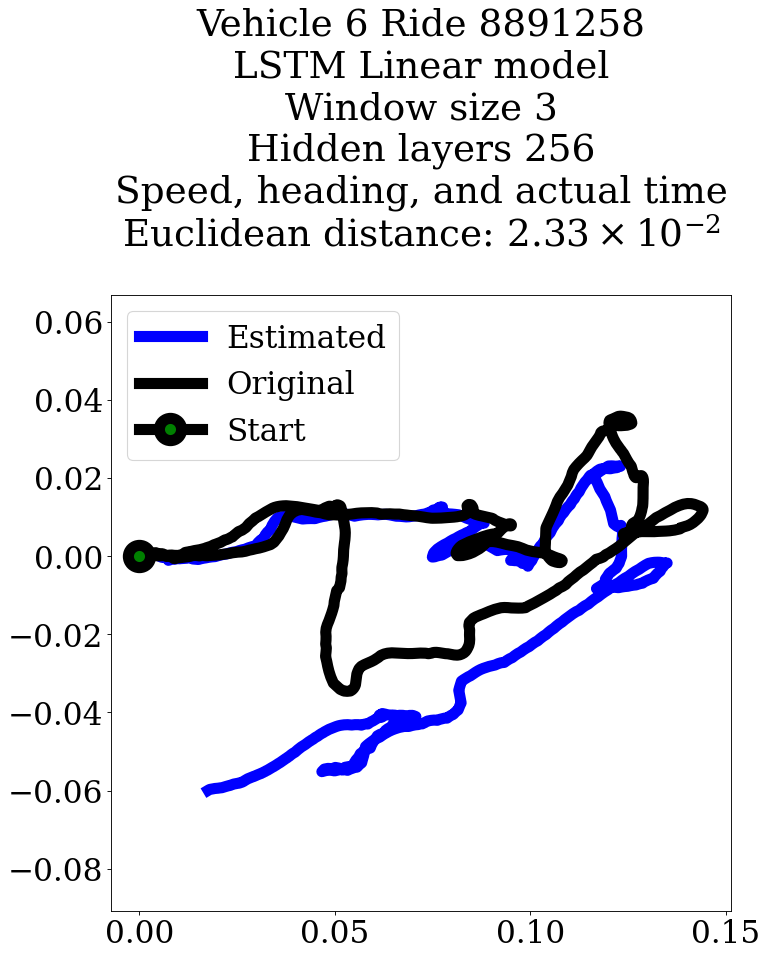 Vehicle 6 Ride 8891258
LSTM Linear model
Window size 3
Hidden layers 256
Speed, heading, and actual time
Euclidean distance: 2.33 × 10⁻²
Estimated
Original
Start
0.06
0.04
0.02
0.00
−0.02
−0.04
−0.06
−0.08
0.00 0.05 0.10 0.15